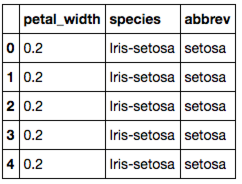 petal_width species abbrev
0 0.2 Iris-setosa setosa
1 0.2 Iris-setosa setosa
2 0.2 Iris-setosa setosa
3 0.2 Iris-setosa setosa
4 0.2 Iris-setosa setosa